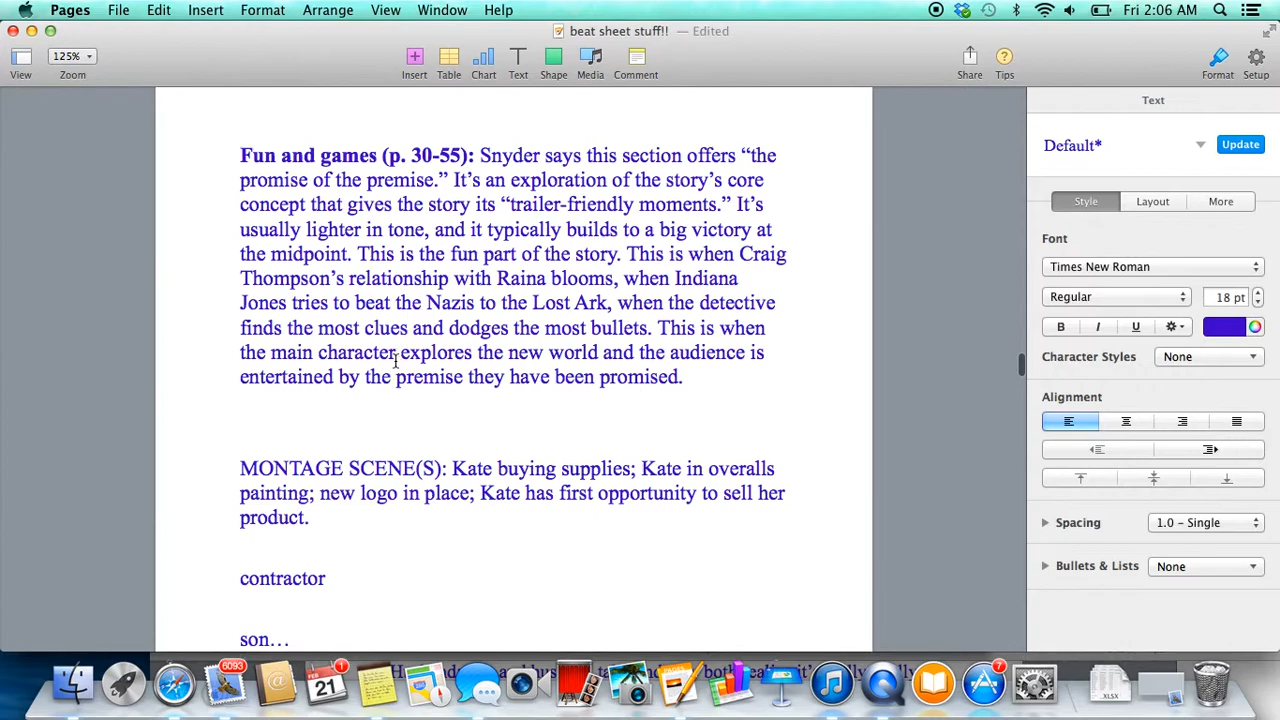 Pages File Edit Insert Format Arrange View Window Help Fri 2:06 AM
beat sheet stuff!! — Edited
125%
View Zoom Insert Table Chart Text Shape Media Comment Share Tips Format Setup
Text
Default* Update
Style Layout More
Font
Times New Roman
Regular 18 pt
B I U
Character Styles None
Alignment
Spacing 1.0 - Single
Bullets & Lists None
Fun and games (p. 30-55): Snyder says this section offers “the
promise of the premise.” It’s an exploration of the story’s core
concept that gives the story its “trailer-friendly moments.” It’s
usually lighter in tone, and it typically builds to a big victory at
the midpoint. This is the fun part of the story. This is when Craig
Thompson’s relationship with Raina blooms, when Indiana
Jones tries to beat the Nazis to the Lost Ark, when the detective
finds the most clues and dodges the most bullets. This is when
the main character explores the new world and the audience is
entertained by the premise they have been promised.
MONTAGE SCENE(S): Kate buying supplies; Kate in overalls
painting; new logo in place; Kate has first opportunity to sell her
product.
contractor
son…
6093
FEB
21
1
7
XLSX